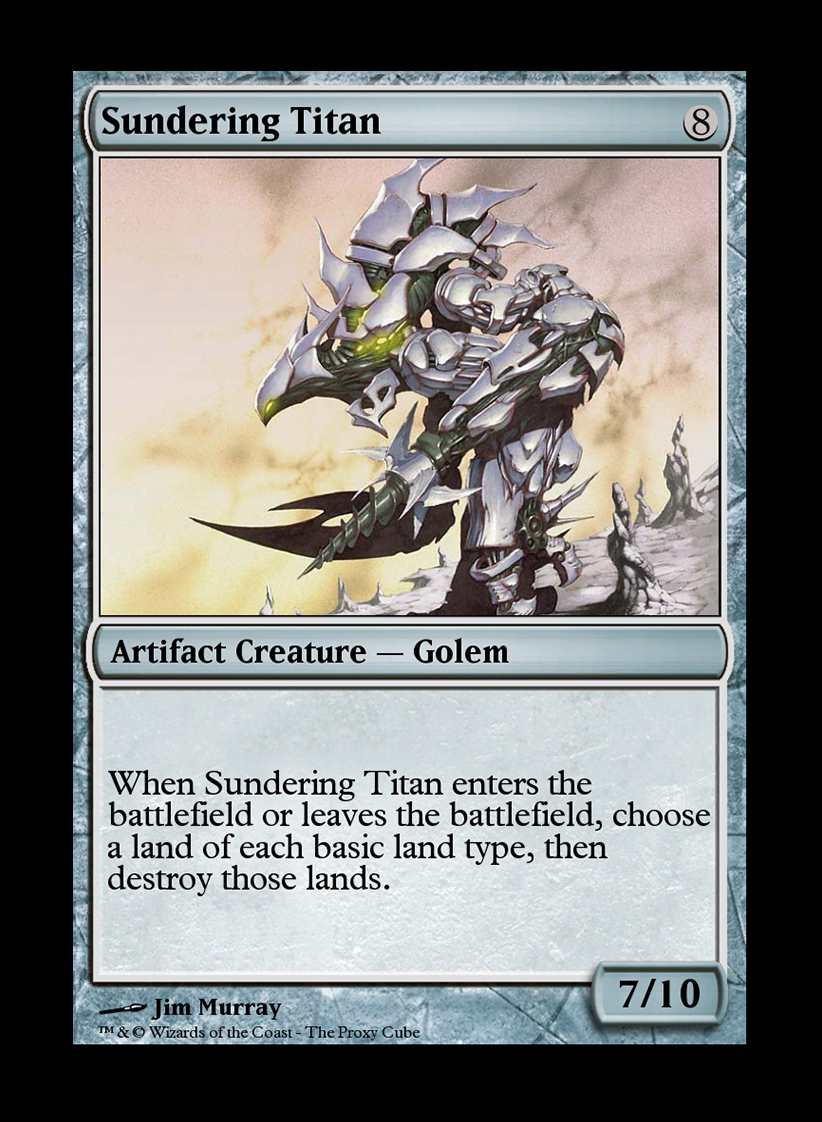 Sundering Titan 8
Artifact Creature — Golem
When Sundering Titan enters the
battlefield or leaves the battlefield, choose
a land of each basic land type, then
destroy those lands.
7/10
Jim Murray
™ & © Wizards of the Coast - The Proxy Cube